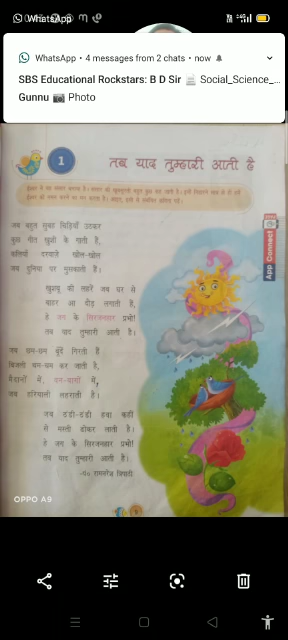 WhatsApp
WhatsApp • 4 messages from 2 chats • now
SBS Educational Rockstars: B D Sir Social_Science_...
Gunnu Photo
1
तब याद तुम्हारी आती है
App Connect
जब बहुत सुबह चिड़ियाँ उठकर
कुछ गीत खुशी के गाती हैं,
कलियाँ दरवाज़े खोल-खोल
जब दुनिया पर मुसकाती हैं।
खुशबू की लहरें जब घर से
बाहर आ दौड़ लगाती हैं,
हे जग के सिरजनहार प्रभो!
तब याद तुम्हारी आती है।
जब छम-छम बूँदें गिरती हैं
बिजली चम-चम कर जाती है,
मैदानों में, वन-बागों में,
जब हरियाली लहराती है।
जब ठंडी-ठंडी हवा कहीं
से मस्ती ढोकर लाती है।
हे जग के सिरजनहार प्रभो!
तब याद तुम्हारी आती है।
-पं० रामनरेश त्रिपाठी
OPPO A9